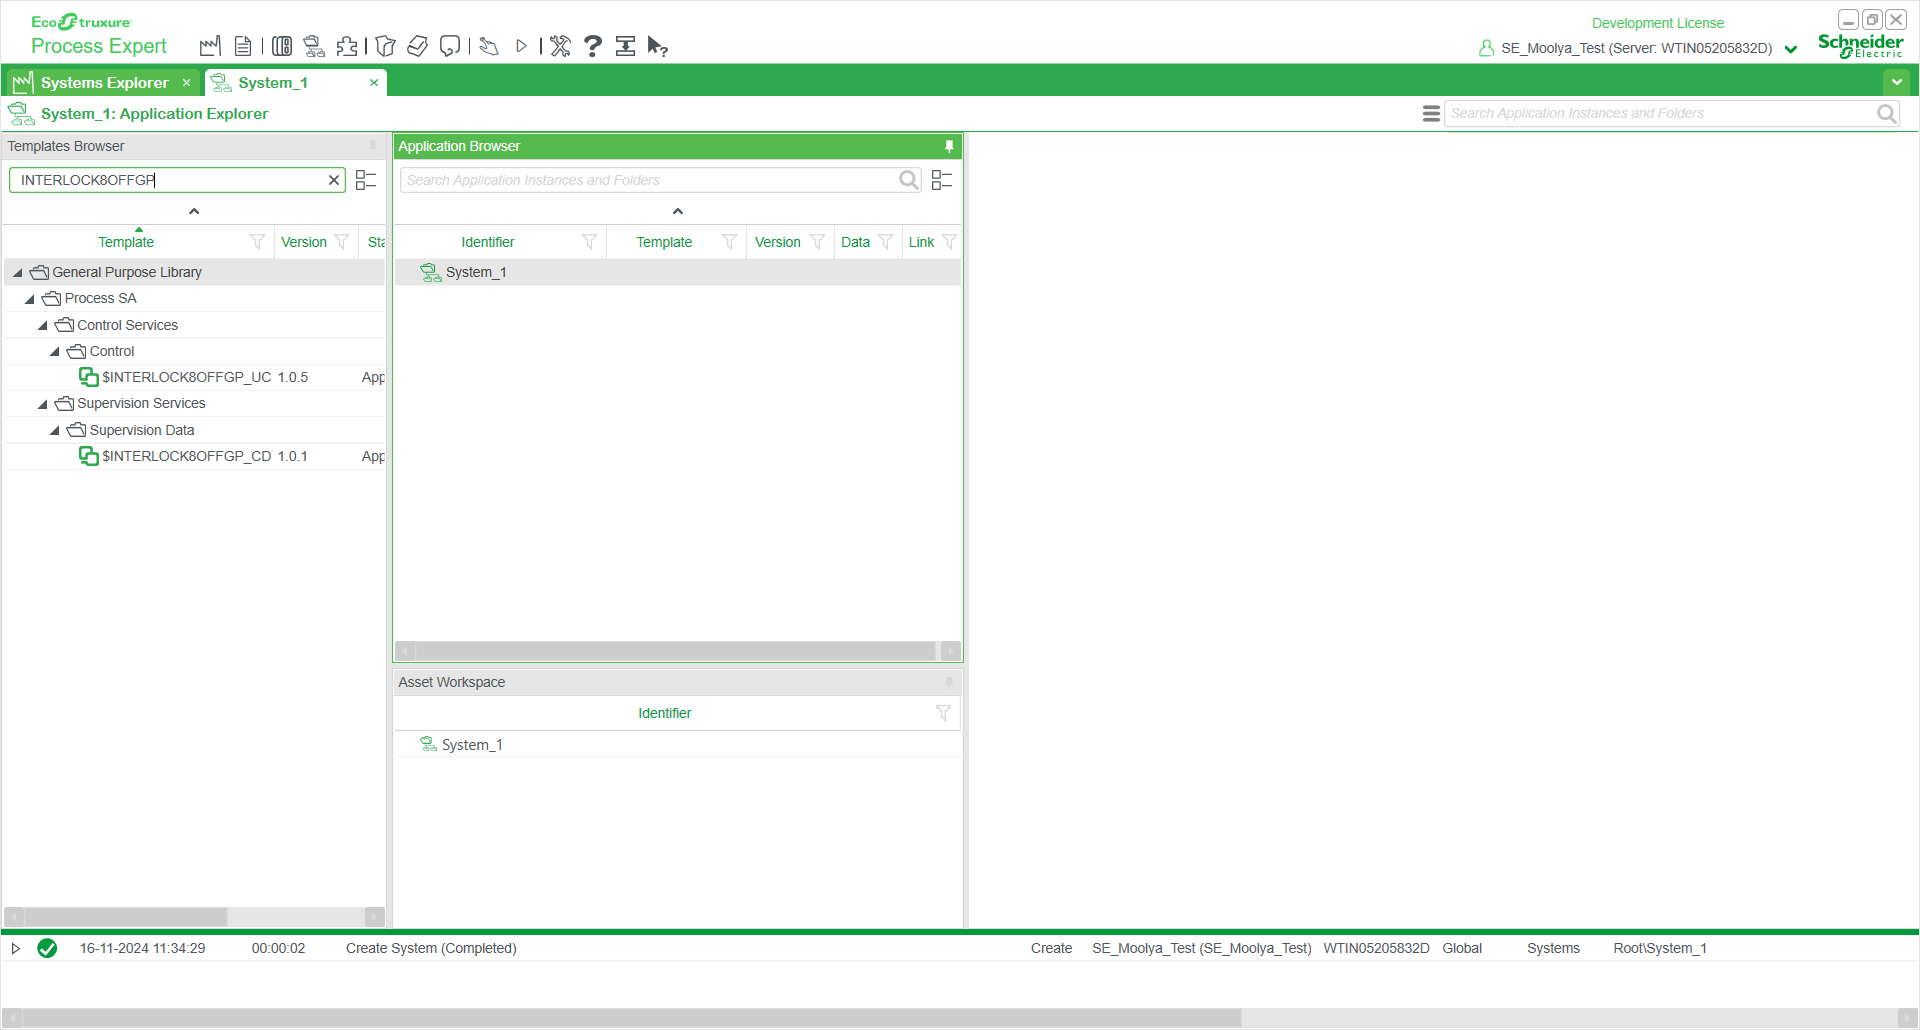 EcoStruxure
Process Expert
Development License
SE_Moolya_Test (Server: WTIN05205832D)
Schneider
Electric
Systems Explorer
System_1
System_1: Application Explorer
Search Application Instances and Folders
Templates Browser
INTERLOCK8OFFGP
Template
Version
Sta
General Purpose Library
Process SA
Control Services
Control
$INTERLOCK8OFFGP_UC 1.0.5 App
Supervision Services
Supervision Data
$INTERLOCK8OFFGP_CD 1.0.1 App
Application Browser
Search Application Instances and Folders
Identifier
Template
Version
Data
Link
System_1
Asset Workspace
Identifier
System_1
16-11-2024 11:34:29 00:00:02 Create System (Completed) Create SE_Moolya_Test (SE_Moolya_Test) WTIN05205832D Global Systems Root\System_1